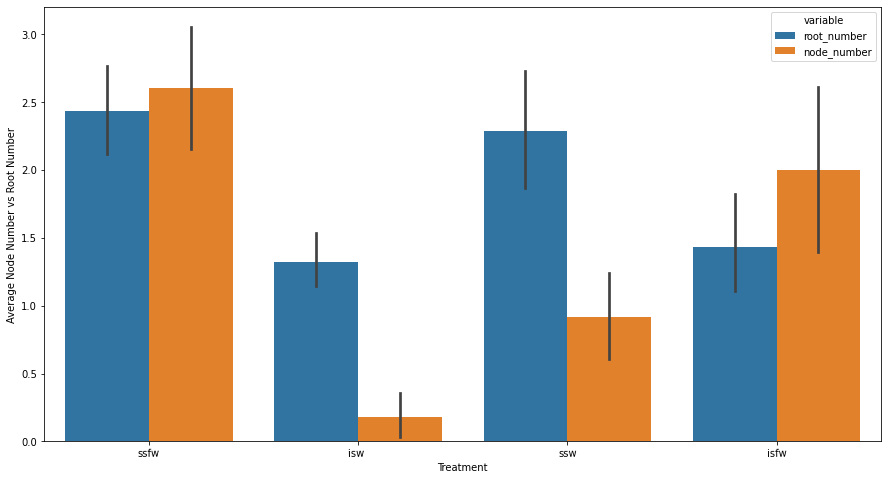 variable
root_number
node_number
3.0
2.5
2.0
1.5
1.0
0.5
0.0
Average Node Number vs Root Number
ssfw
isw
ssw
isfw
Treatment